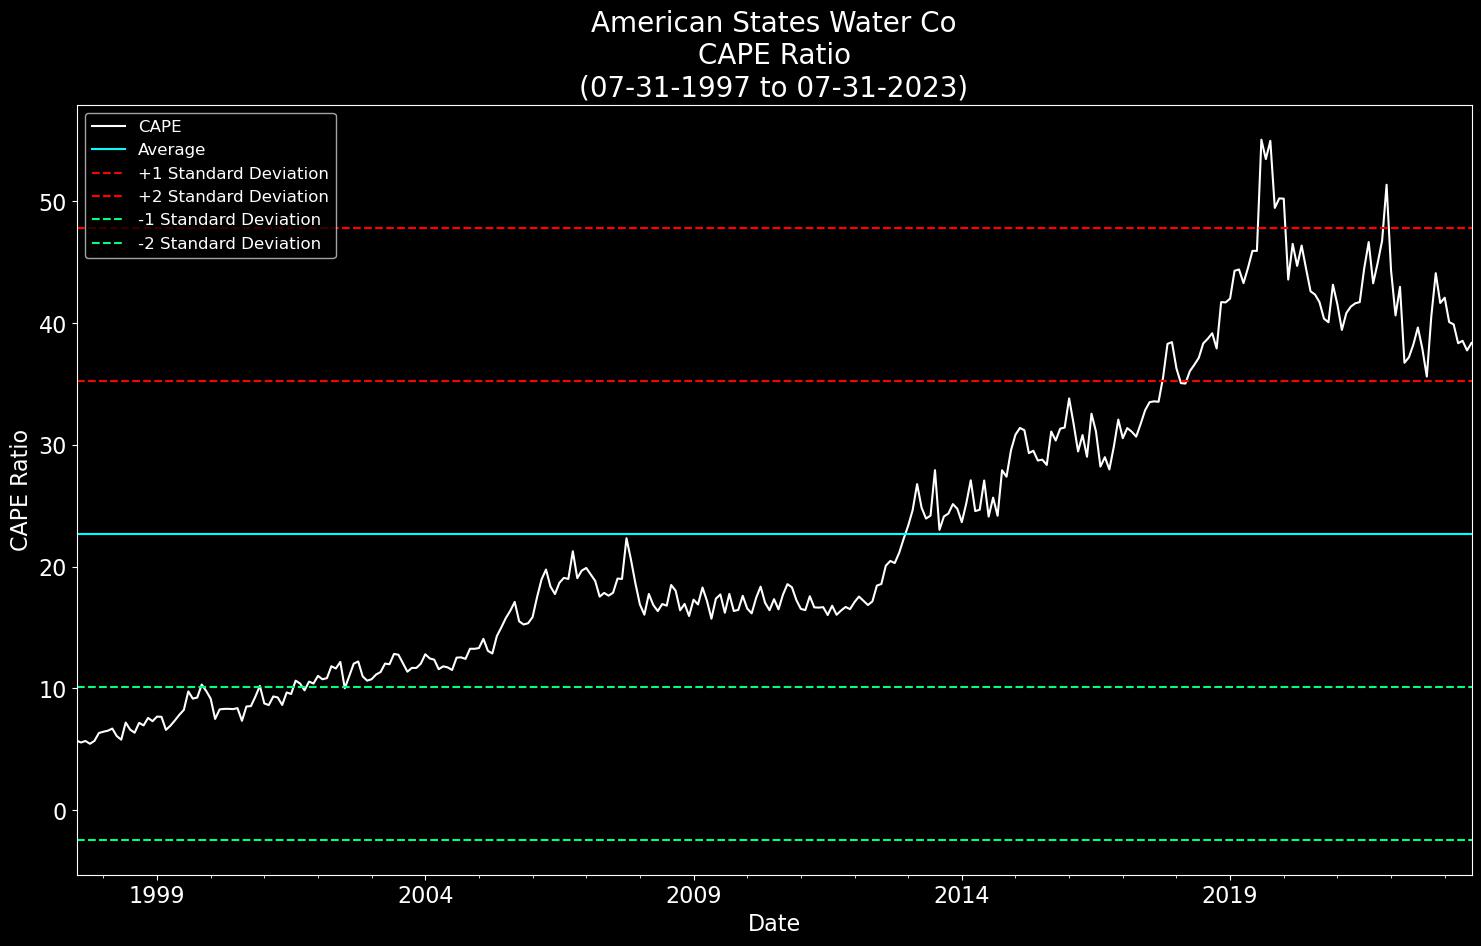 American States Water Co
CAPE Ratio
(07-31-1997 to 07-31-2023)
CAPE
Average
+1 Standard Deviation
+2 Standard Deviation
-1 Standard Deviation
-2 Standard Deviation
CAPE Ratio
50
40
30
20
10
0
1999
2004
2009
2014
2019
Date